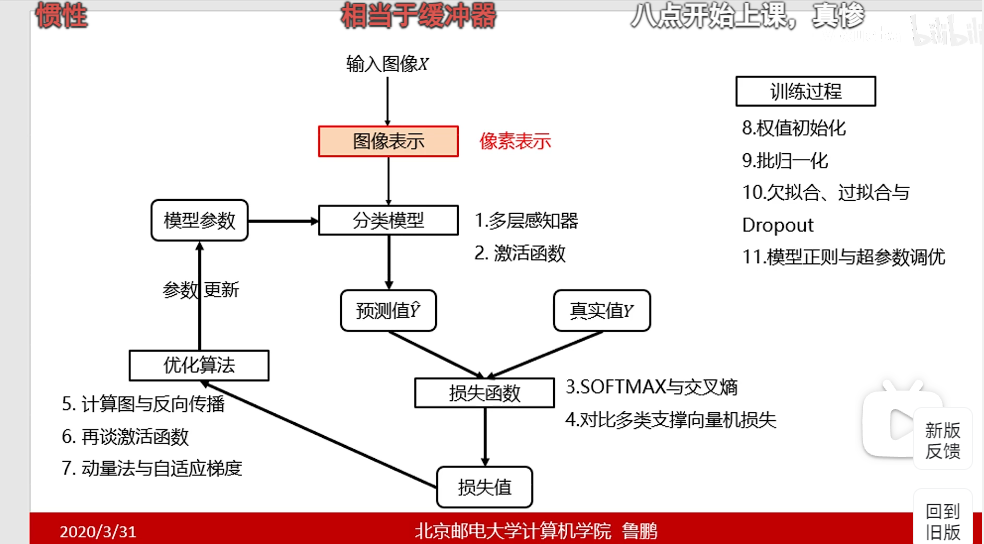 惯性
相当于缓冲器
八点开始上课，真惨
bilibili
输入图像X
训练过程
图像表示
像素表示
8.权值初始化
9.批归一化
10.欠拟合、过拟合与
Dropout
11.模型正则与超参数调优
模型参数
分类模型
1.多层感知器
2. 激活函数
参数更新
预测值Ŷ
真实值Y
优化算法
损失函数
3.SOFTMAX与交叉熵
4.对比多类支撑向量机损失
5. 计算图与反向传播
6. 再谈激活函数
7. 动量法与自适应梯度
损失值
新版
反馈
回到
旧版
2020/3/31
北京邮电大学计算机学院 鲁鹏